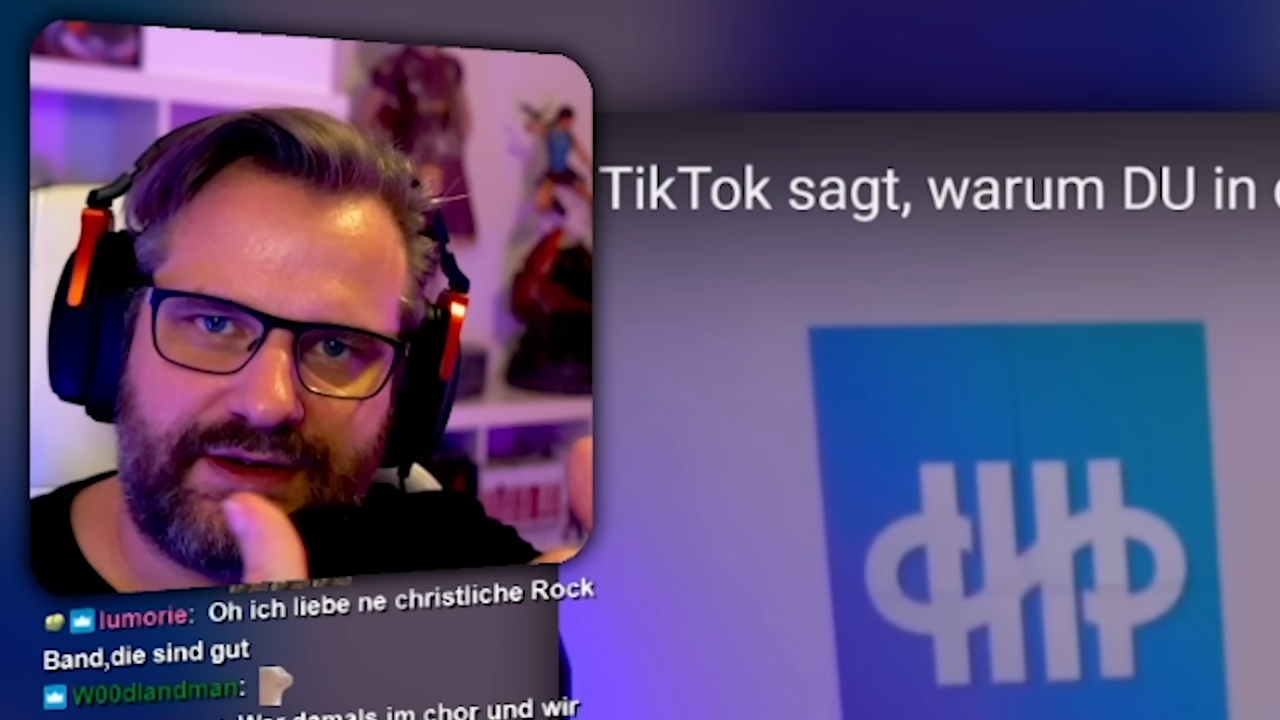 TikTok sagt, warum DU in
lumorie: Oh ich liebe ne christliche Rock
Band,die sind gut
W00dlandman:
War damals im chor und wir